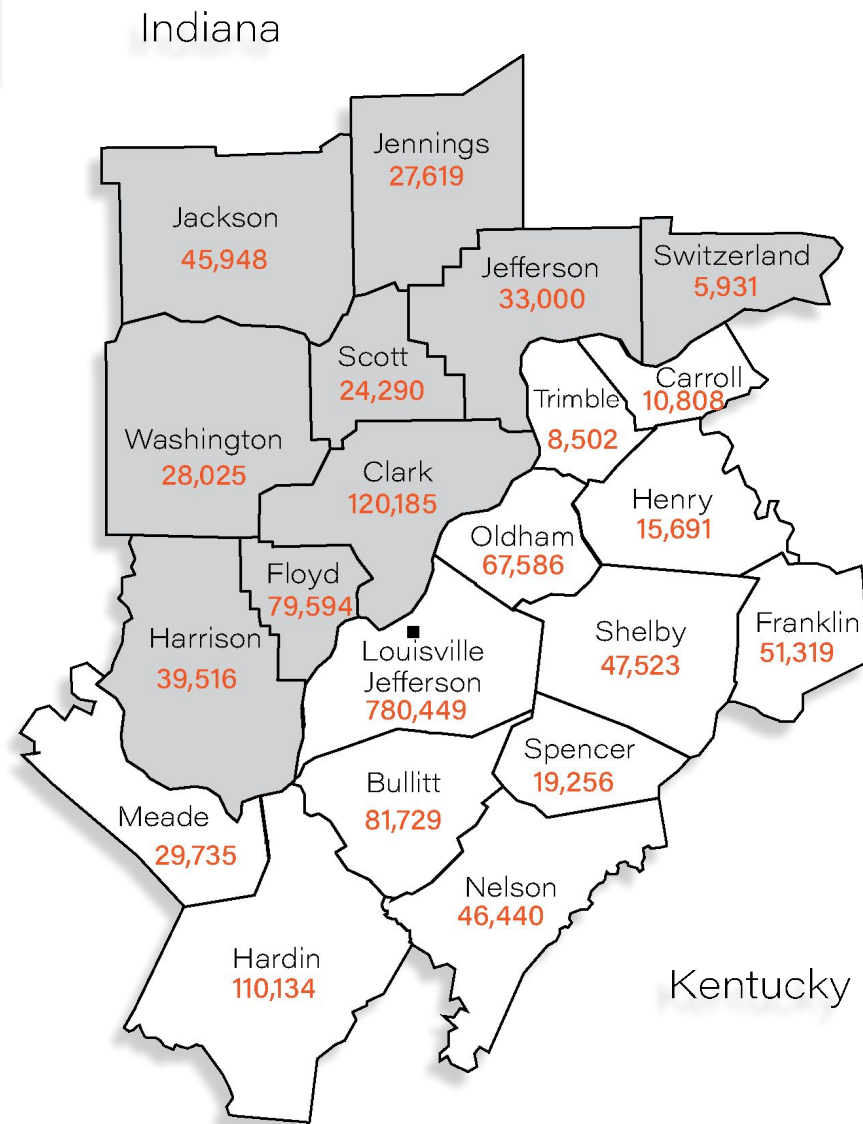 Indiana
Jennings
27,619
Jackson
45,948
Jefferson
33,000
Switzerland
5,931
Scott
24,290
Carroll
10,808
Trimble
8,502
Washington
28,025
Clark
120,185
Henry
15,691
Oldham
67,586
Floyd
79,594
Harrison
39,516
Louisville
Jefferson
780,449
Shelby
47,523
Franklin
51,319
Spencer
19,256
Bullitt
81,729
Meade
29,735
Nelson
46,440
Hardin
110,134
Kentucky